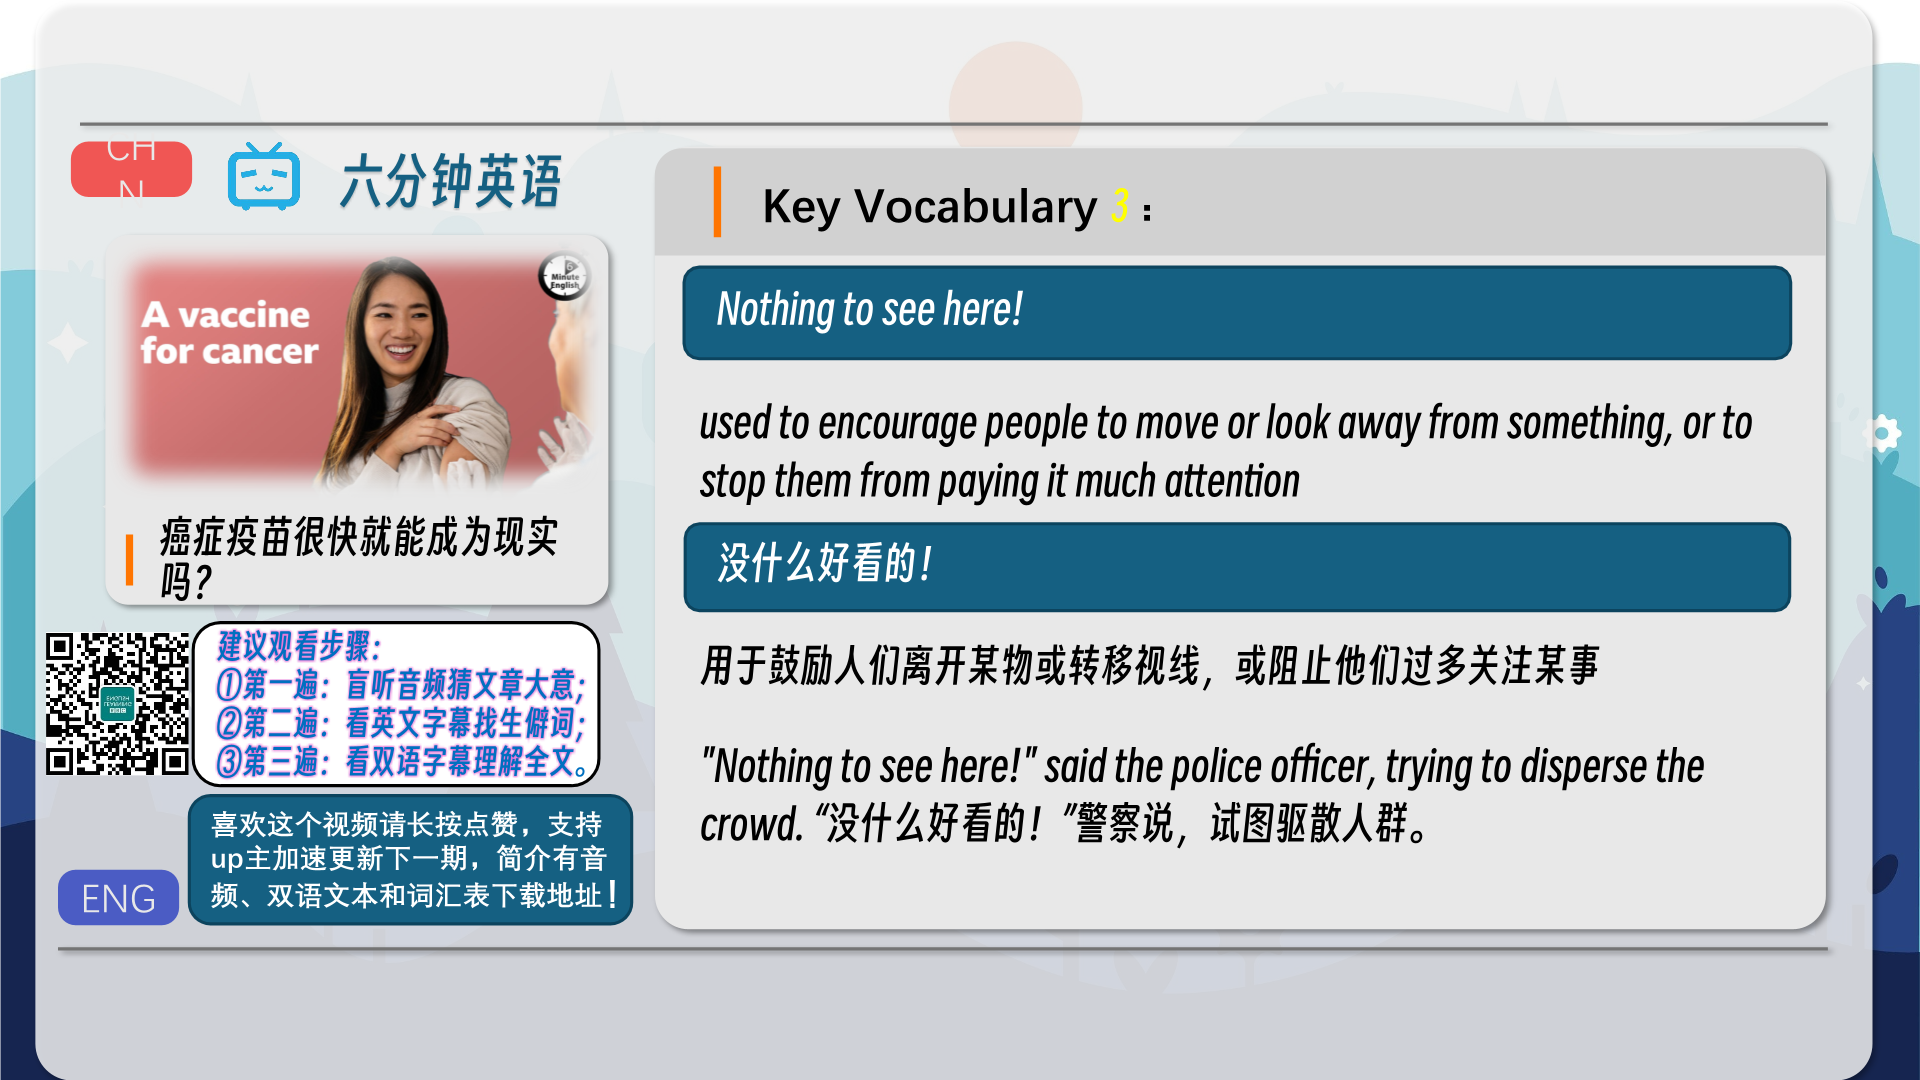 CH
N
六分钟英语
6
Minute
English
A vaccine
for cancer
癌症疫苗很快就能成为现实
吗？
建议观看步骤：
①第一遍：盲听音频猜文章大意；
②第二遍：看英文字幕找生僻词；
③第三遍：看双语字幕理解全文。
喜欢这个视频请长按点赞，支持
up主加速更新下一期，简介有音
频、双语文本和词汇表下载地址！
ENG
Key Vocabulary 3：
Nothing to see here!
used to encourage people to move or look away from something, or to
stop them from paying it much attention
没什么好看的！
用于鼓励人们离开某物或转移视线，或阻止他们过多关注某事
"Nothing to see here!" said the police officer, trying to disperse the
crowd. “没什么好看的！”警察说，试图驱散人群。